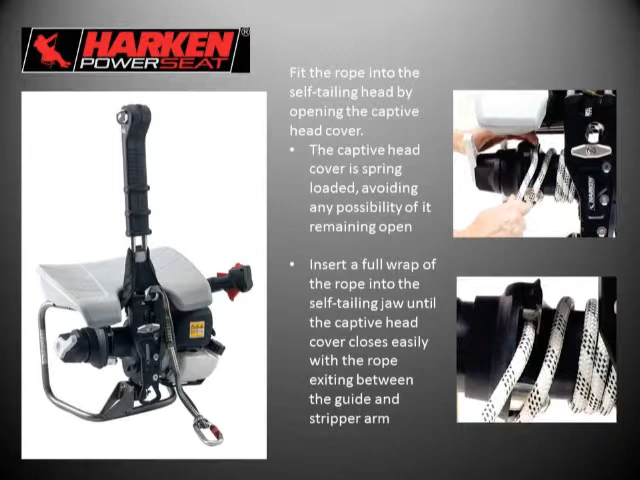 HARKEN®
POWERSEAT
Fit the rope into the
self-tailing head by
opening the captive
head cover.
• The captive head
cover is spring
loaded, avoiding
any possibility of it
remaining open
• Insert a full wrap of
the rope into the
self-tailing jaw until
the captive head
cover closes easily
with the rope
exiting between
the guide and
stripper arm
HARKEN